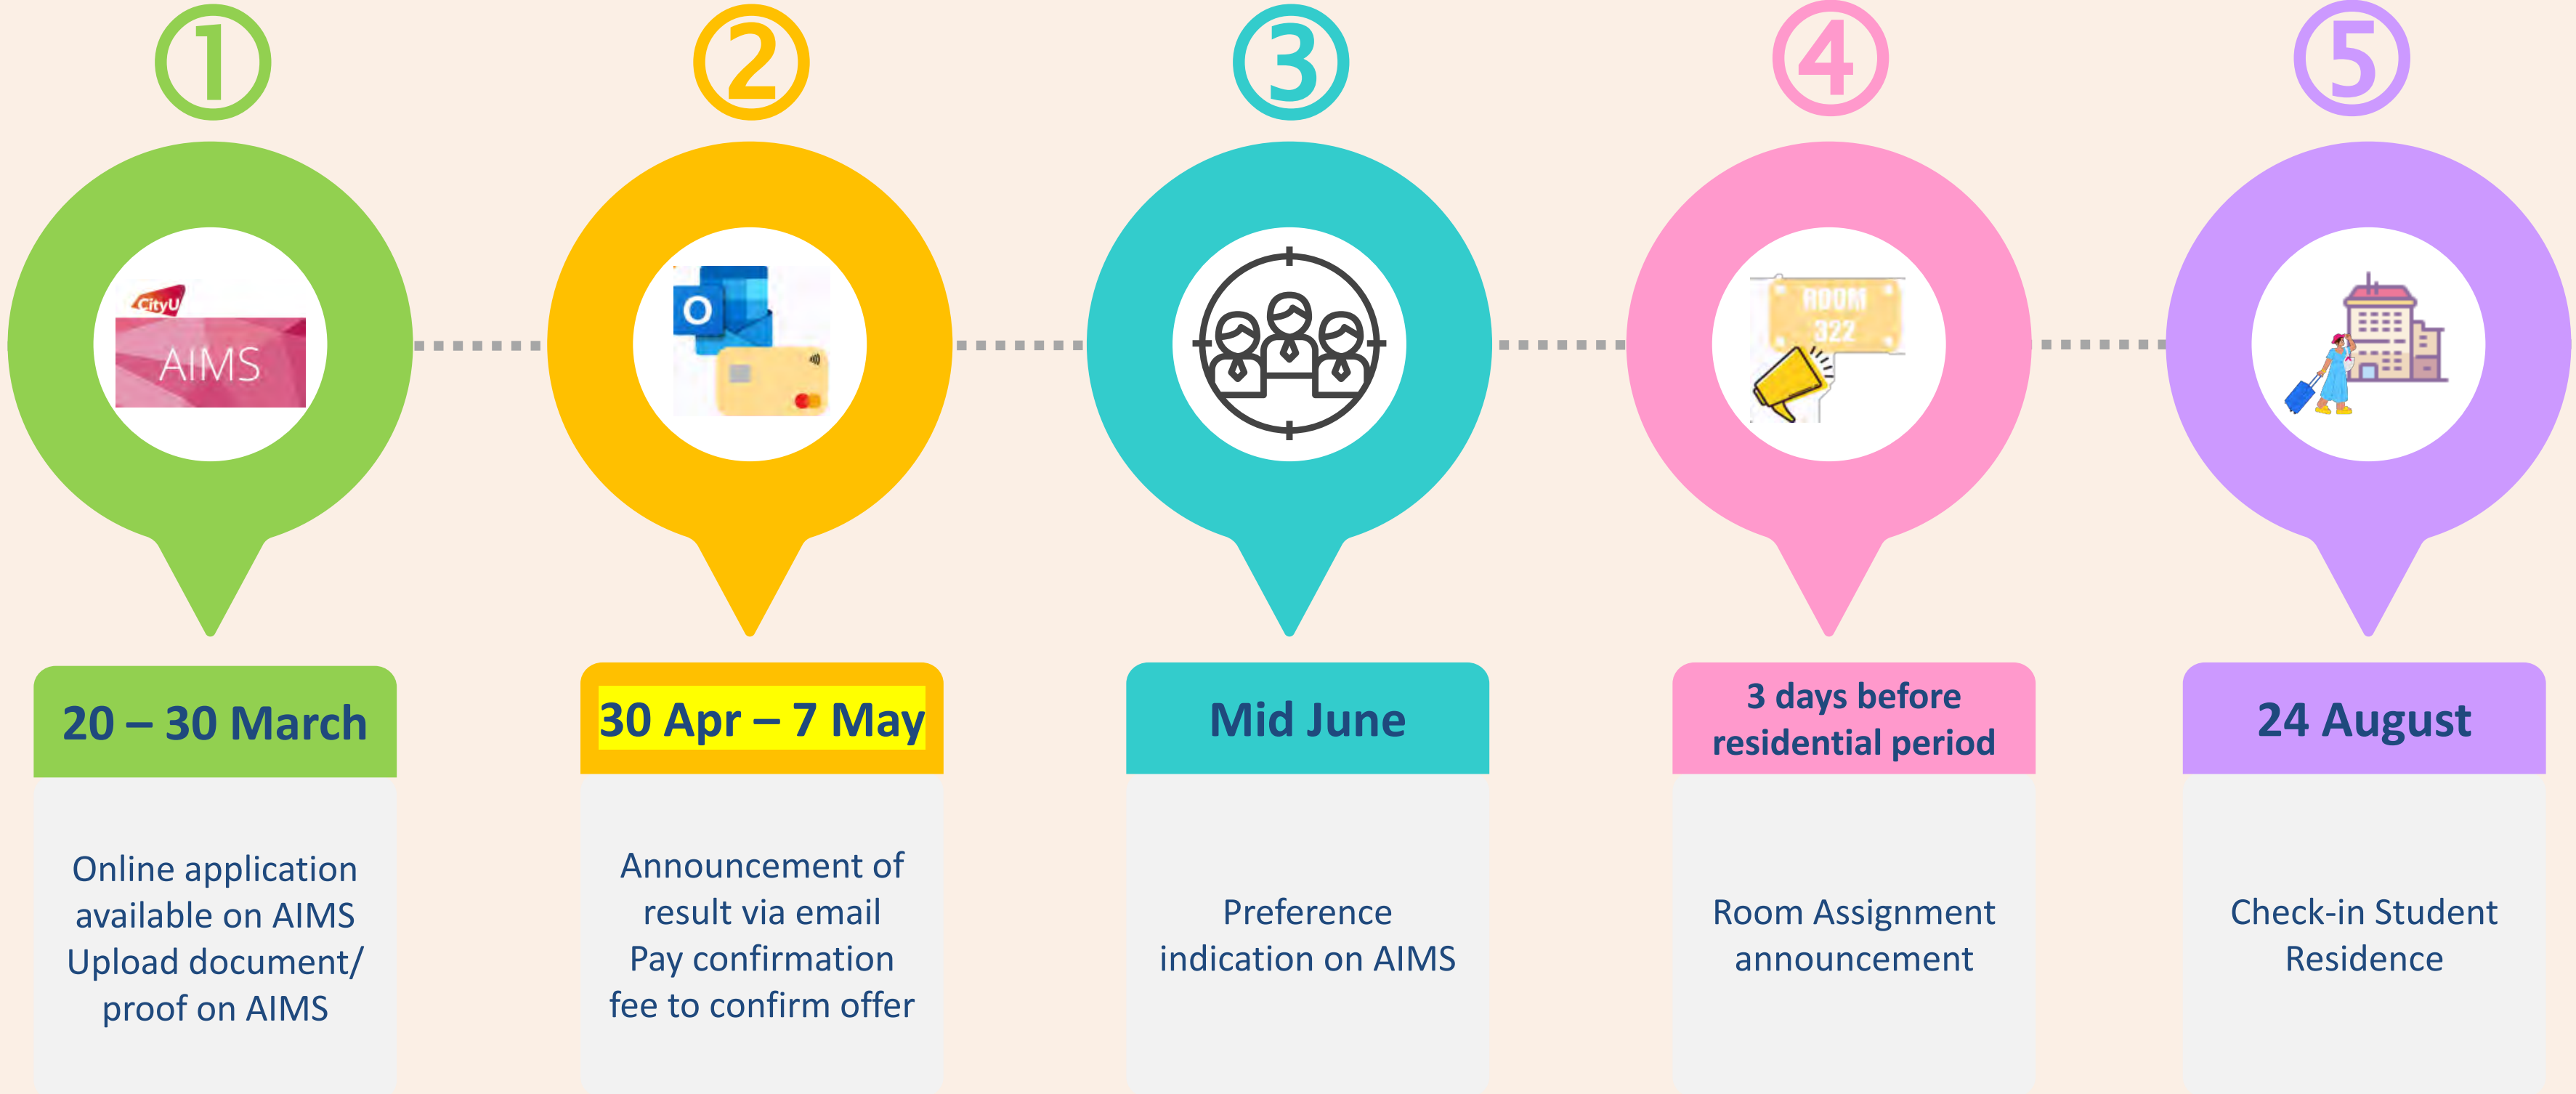 ①
②
③
④
⑤
CityU
AIMS
O
ROOM
322
20 – 30 March
Online application
available on AIMS
Upload document/
proof on AIMS
30 Apr – 7 May
Announcement of
result via email
Pay confirmation
fee to confirm offer
Mid June
Preference
indication on AIMS
3 days before
residential period
Room Assignment
announcement
24 August
Check-in Student
Residence